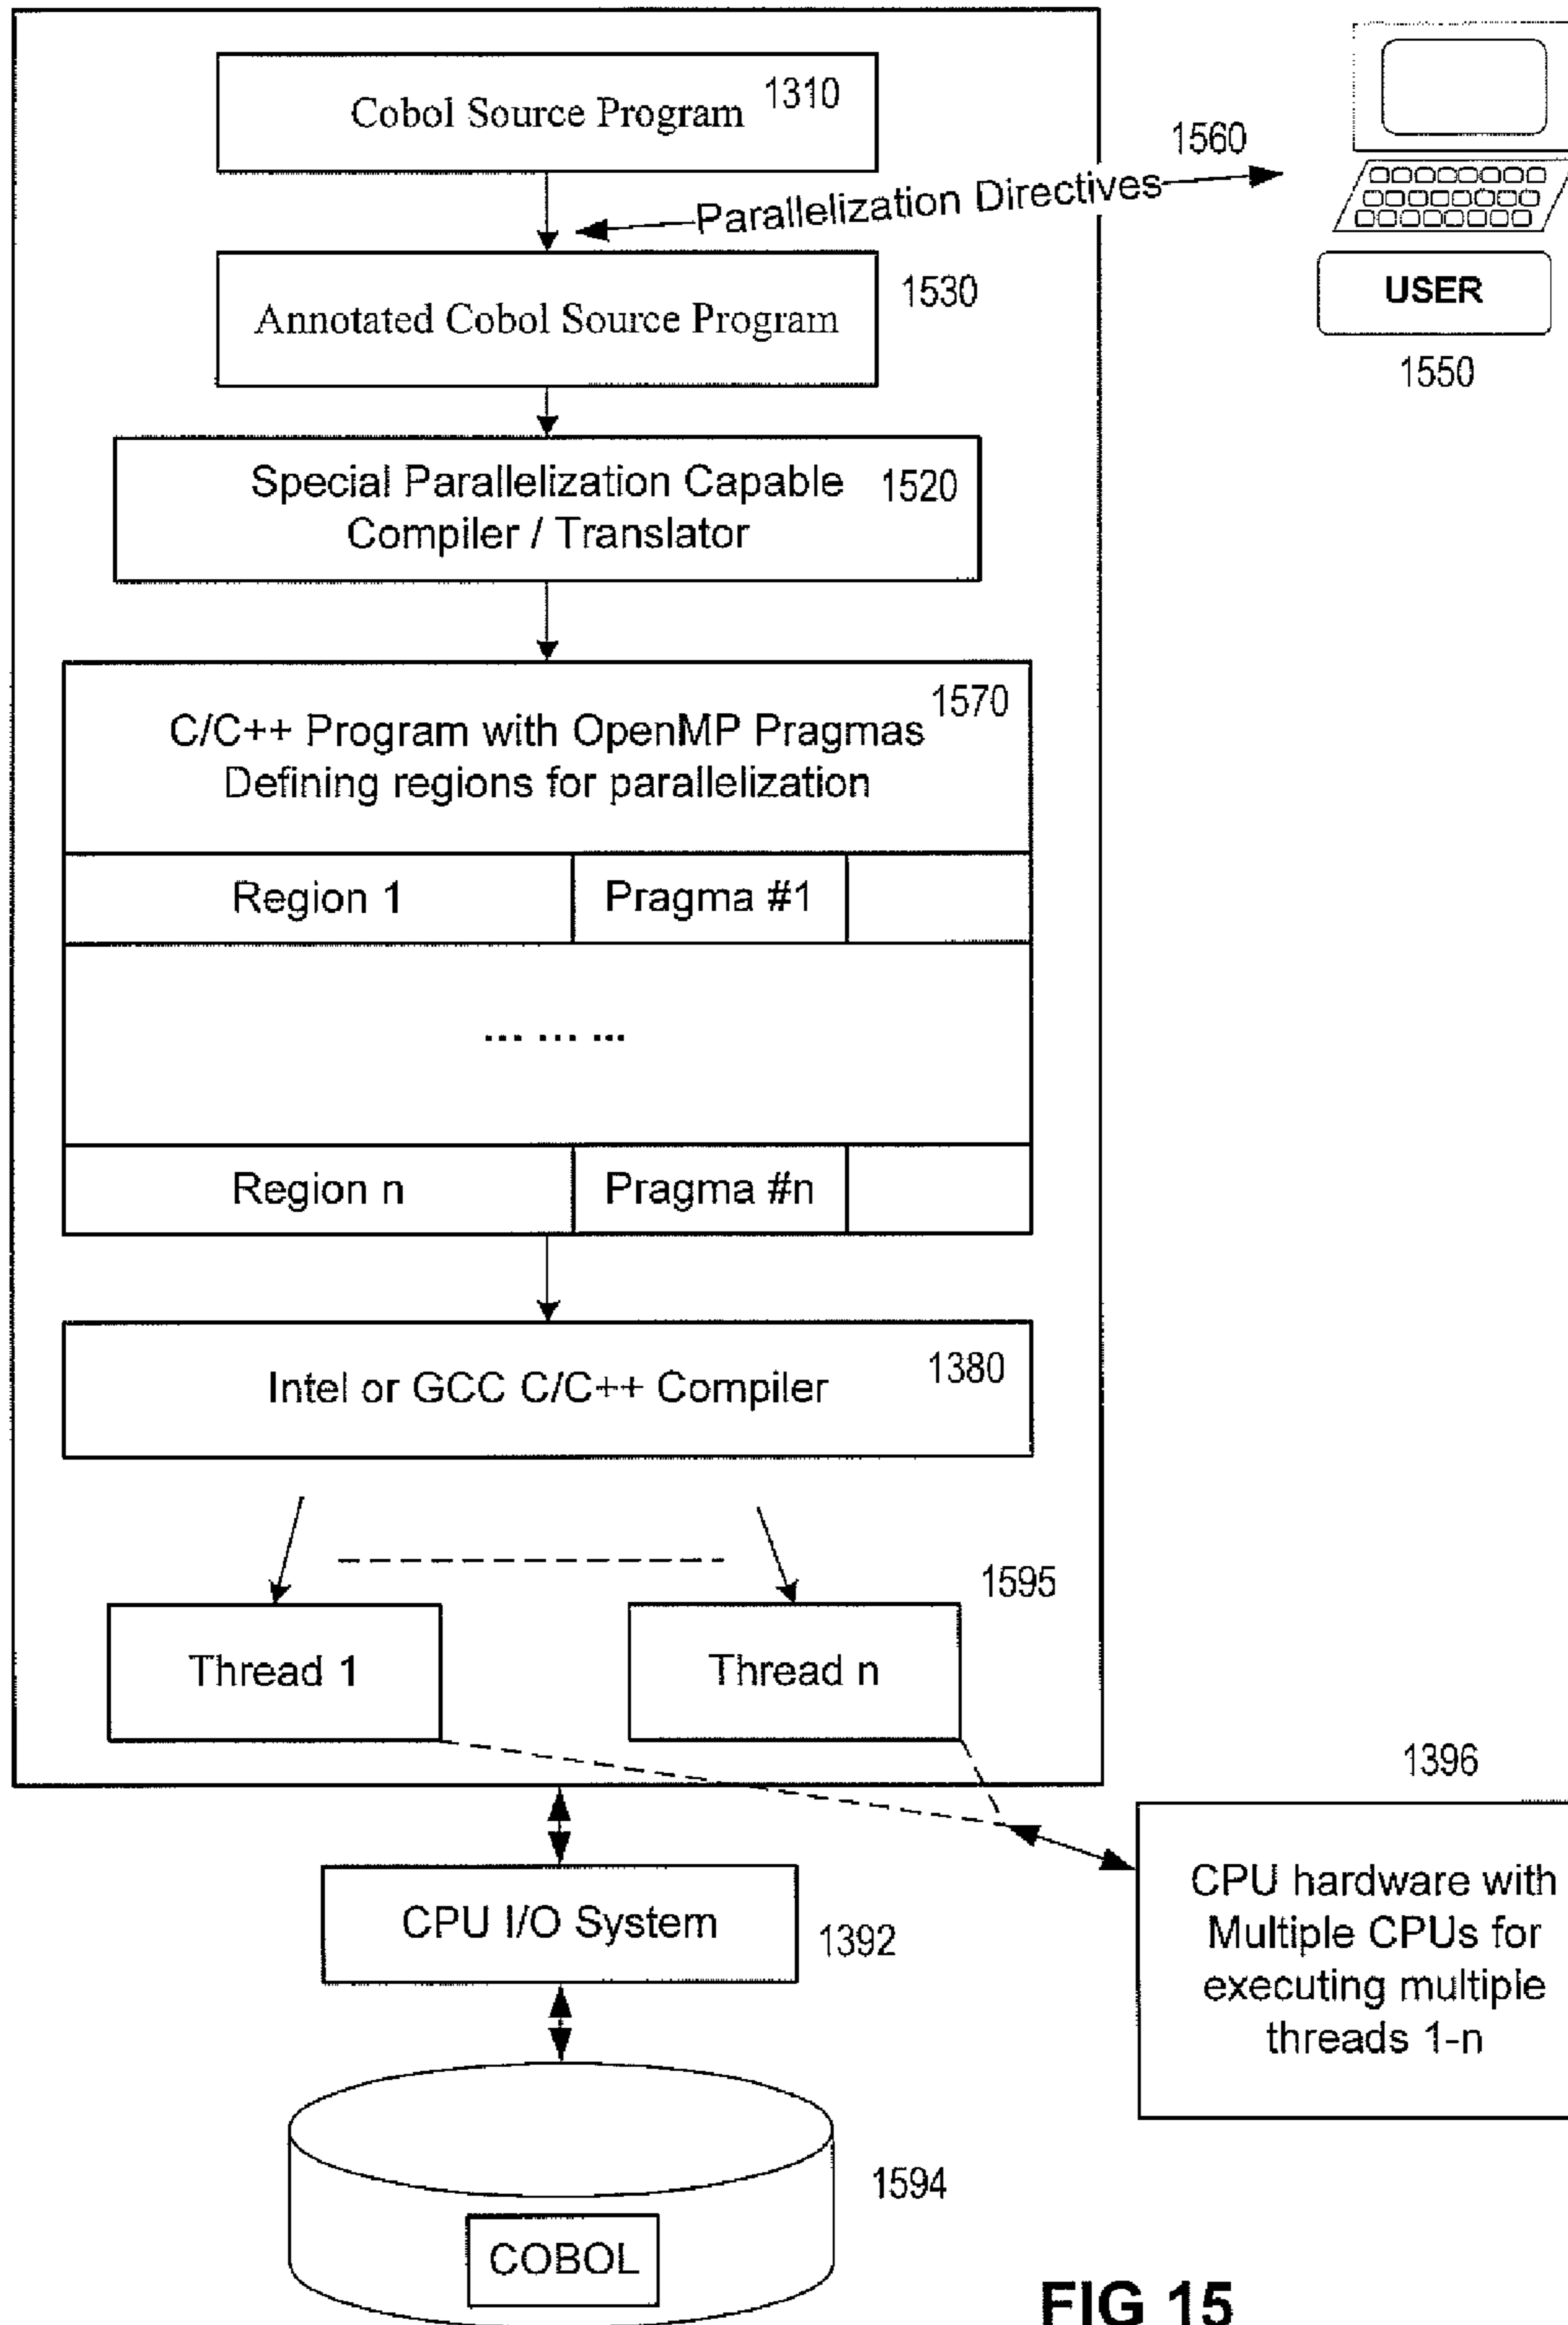 Cobol Source Program 1310
1560
Parallelization Directives
Annotated Cobol Source Program
1530
USER
1550
Special Parallelization Capable 1520
Compiler / Translator
1570
C/C++ Program with OpenMP Pragmas
Defining regions for parallelization
Region 1 Pragma #1
... ... ...
Region n Pragma #n
Intel or GCC C/C++ Compiler 1380
1595
Thread 1 Thread n
1396
CPU hardware with
Multiple CPUs for
executing multiple
threads 1-n
CPU I/O System
1392
1594
COBOL
FIG 15